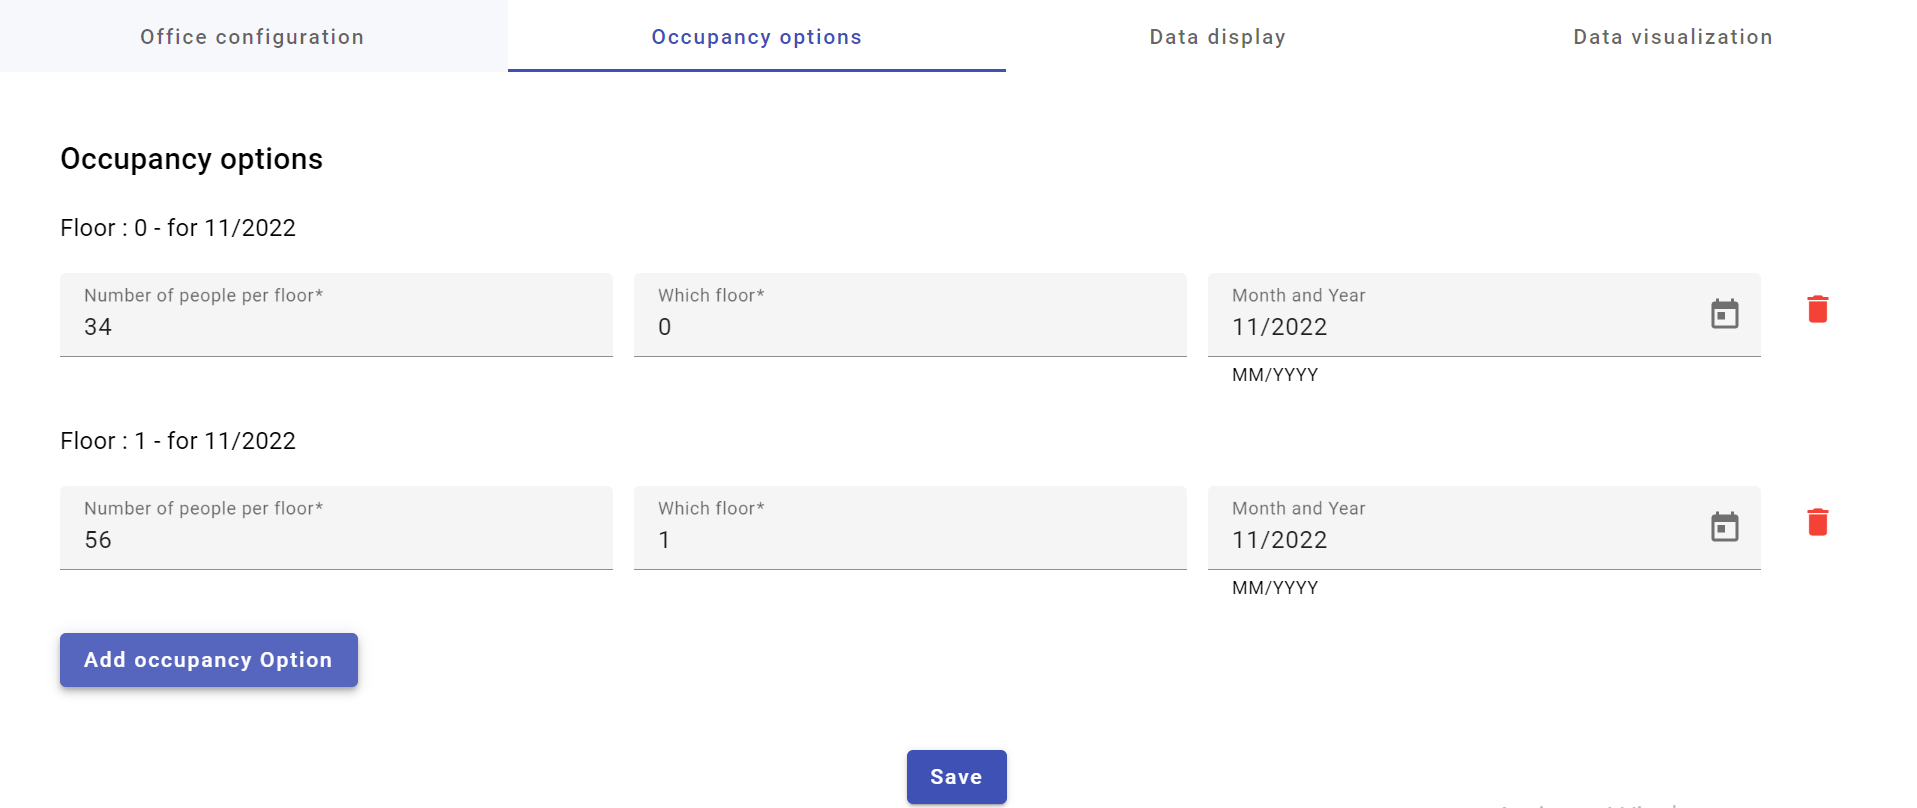 Office configuration
Occupancy options
Data display
Data visualization
Occupancy options
Floor : 0 - for 11/2022
Number of people per floor*
34
Which floor*
0
Month and Year
11/2022
MM/YYYY
Floor : 1 - for 11/2022
Number of people per floor*
56
Which floor*
1
Month and Year
11/2022
MM/YYYY
Add occupancy Option
Save